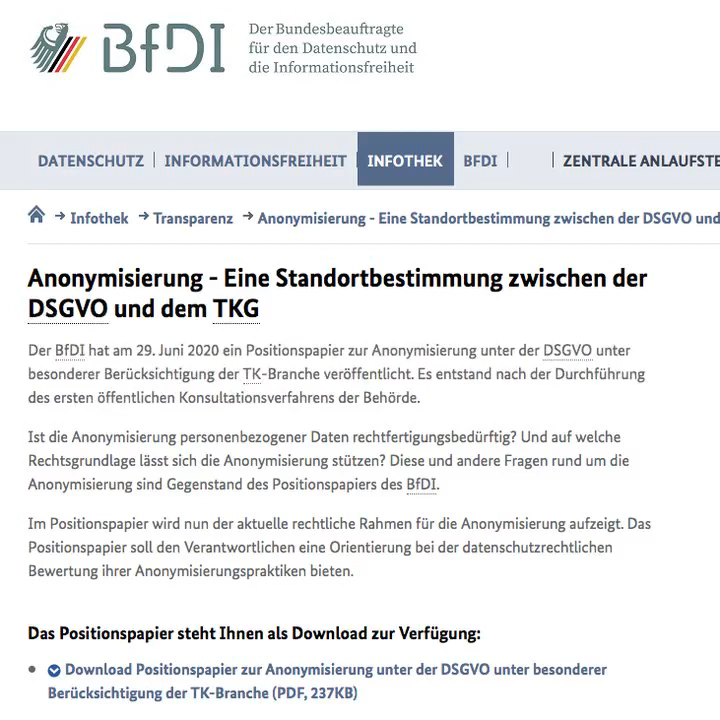 BfDI
Der Bundesbeauftragte
für den Datenschutz und
die Informationsfreiheit
DATENSCHUTZ | INFORMATIONSFREIHEIT | INFOTHEK BFDI | | ZENTRALE ANLAUFSTE
Infothek Transparenz Anonymisierung - Eine Standortbestimmung zwischen der DSGVO und
Anonymisierung - Eine Standortbestimmung zwischen der
DSGVO und dem TKG
Der BfDI hat am 29. Juni 2020 ein Positionspapier zur Anonymisierung unter der DSGVO unter
besonderer Berücksichtigung der TK-Branche veröffentlicht. Es entstand nach der Durchführung
des ersten öffentlichen Konsultationsverfahrens der Behörde.
Ist die Anonymisierung personenbezogener Daten rechtfertigungsbedürftig? Und auf welche
Rechtsgrundlage lässt sich die Anonymisierung stützen? Diese und andere Fragen rund um die
Anonymisierung sind Gegenstand des Positionspapiers des BfDI.
Im Positionspapier wird nun der aktuelle rechtliche Rahmen für die Anonymisierung aufzeigt. Das
Positionspapier soll den Verantwortlichen eine Orientierung bei der datenschutzrechtlichen
Bewertung ihrer Anonymisierungspraktiken bieten.
Das Positionspapier steht Ihnen als Download zur Verfügung:
Download Positionspapier zur Anonymisierung unter der DSGVO unter besonderer
Berücksichtigung der TK-Branche (PDF, 237KB)